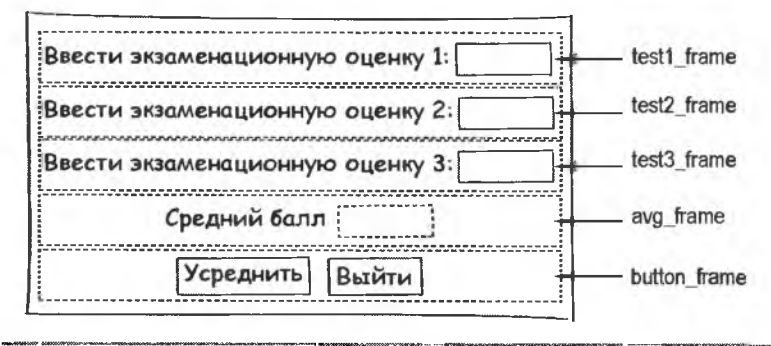 Ввести экзаменационную оценку 1: test1_frame
Ввести экзаменационную оценку 2: test2_frame
Ввести экзаменационную оценку 3: test3_frame
Средний балл avg_frame
Усреднить Выйти button_frame